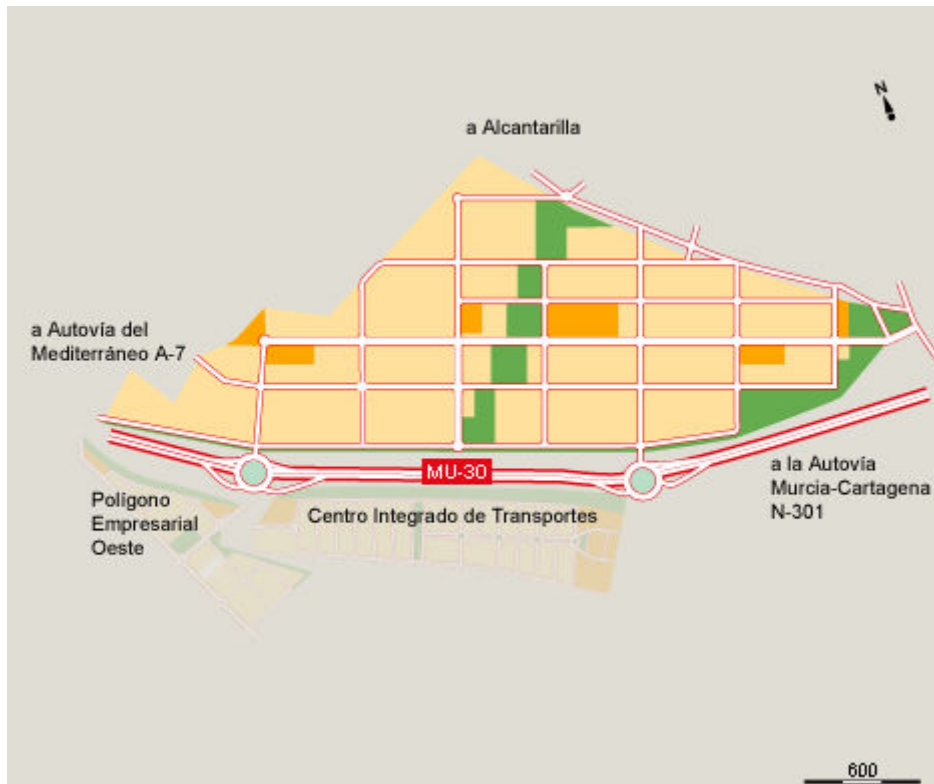 N
a Alcantarilla
a Autovía del
Mediterráneo A-7
MU-30
a la Autovía
Murcia-Cartagena
N-301
Polígono
Empresarial
Oeste
Centro Integrado de Transportes
600